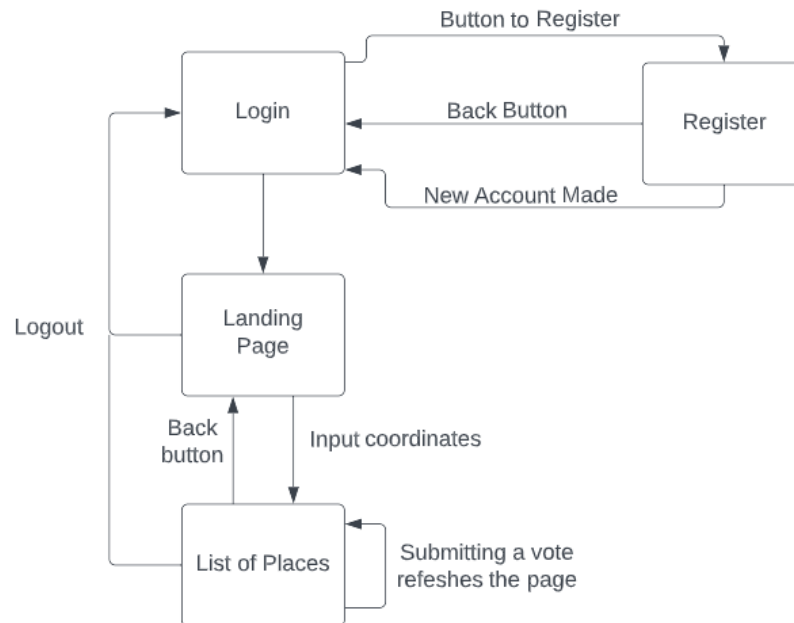 Button to Register
Login
Back Button
Register
New Account Made
Landing
Page
Logout
Back
button
Input coordinates
List of Places
Submitting a vote
refeshes the page